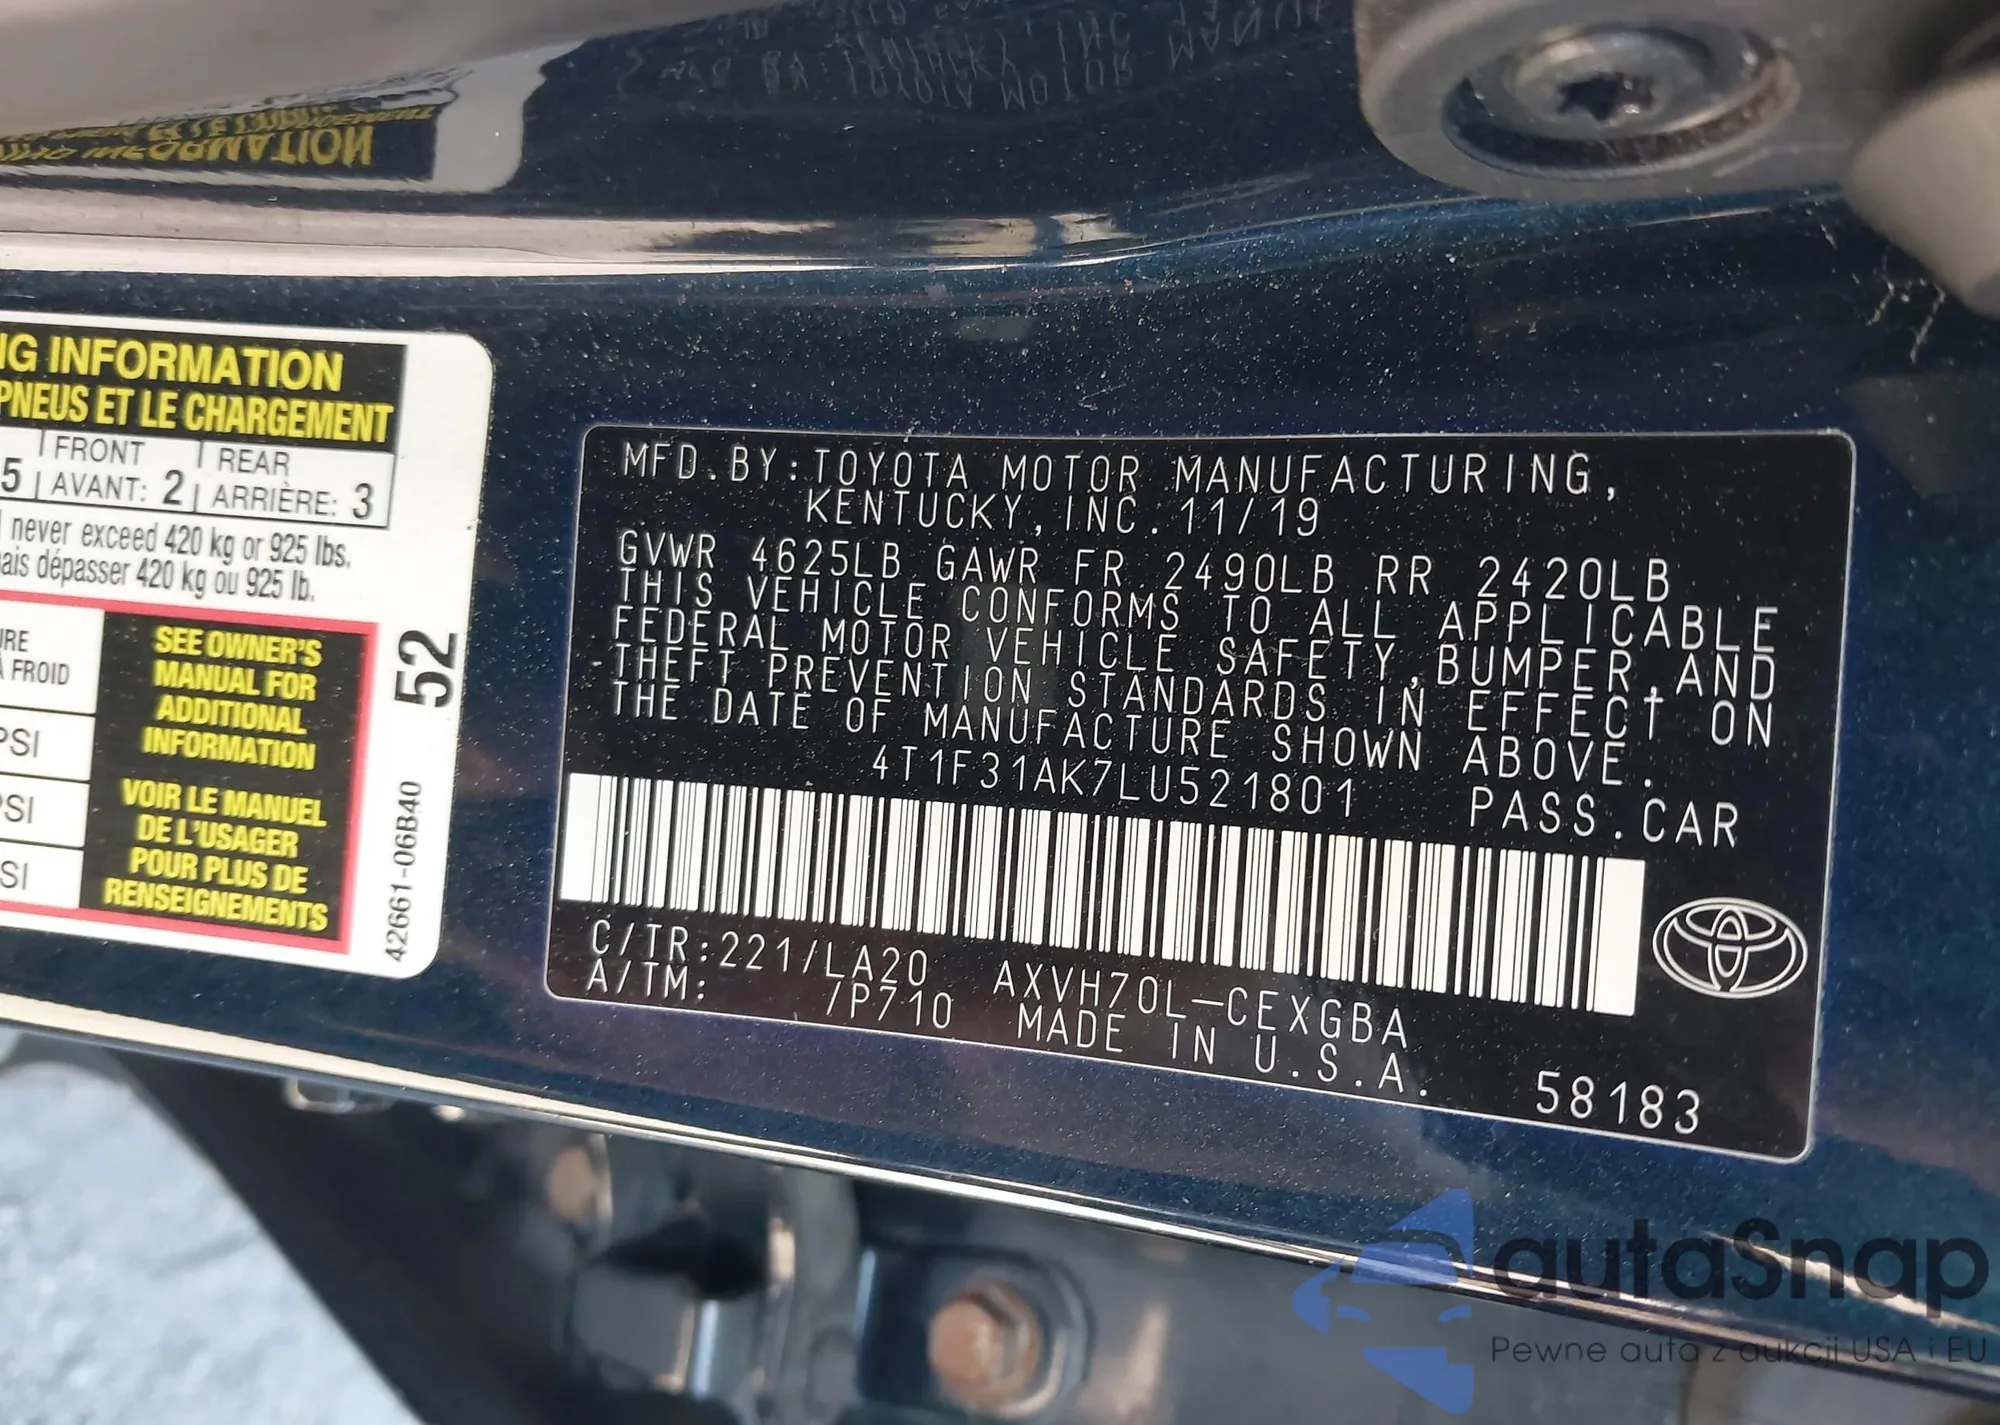 NG INFORMATION
PNEUS ET LE CHARGEMENT
5 | FRONT AVANT: 2 | REAR ARRIÈRE: 3
never exceed 420 kg or 925 lbs.
ais dépasser 420 kg ou 925 lb.
URE
À FROID
PSI
PSI
SI
SEE OWNER'S
MANUAL FOR
ADDITIONAL
INFORMATION
VOIR LE MANUEL
DE L'USAGER
POUR PLUS DE
RENSEIGNEMENTS
52
42661-06B40
MFD.BY:TOYOTA MOTOR MANUFACTURING,
KENTUCKY,INC.11/19
GVWR 4625LB GAWR FR 2490LB RR 2420LB
THIS VEHICLE CONFORMS TO ALL APPLICABLE
FEDERAL MOTOR VEHICLE SAFETY,BUMPER,AND
THEFT PREVENTION STANDARDS IN EFFECT ON
THE DATE OF MANUFACTURE SHOWN ABOVE.
4T1F31AK7LU521801 PASS.CAR
C/TR:221/LA20 AXVH70L-CEXGBA
A/TM: /P710 MADE IN U.S.A.
58183
autaSnap
Pewne auta z aukcji USA i EU